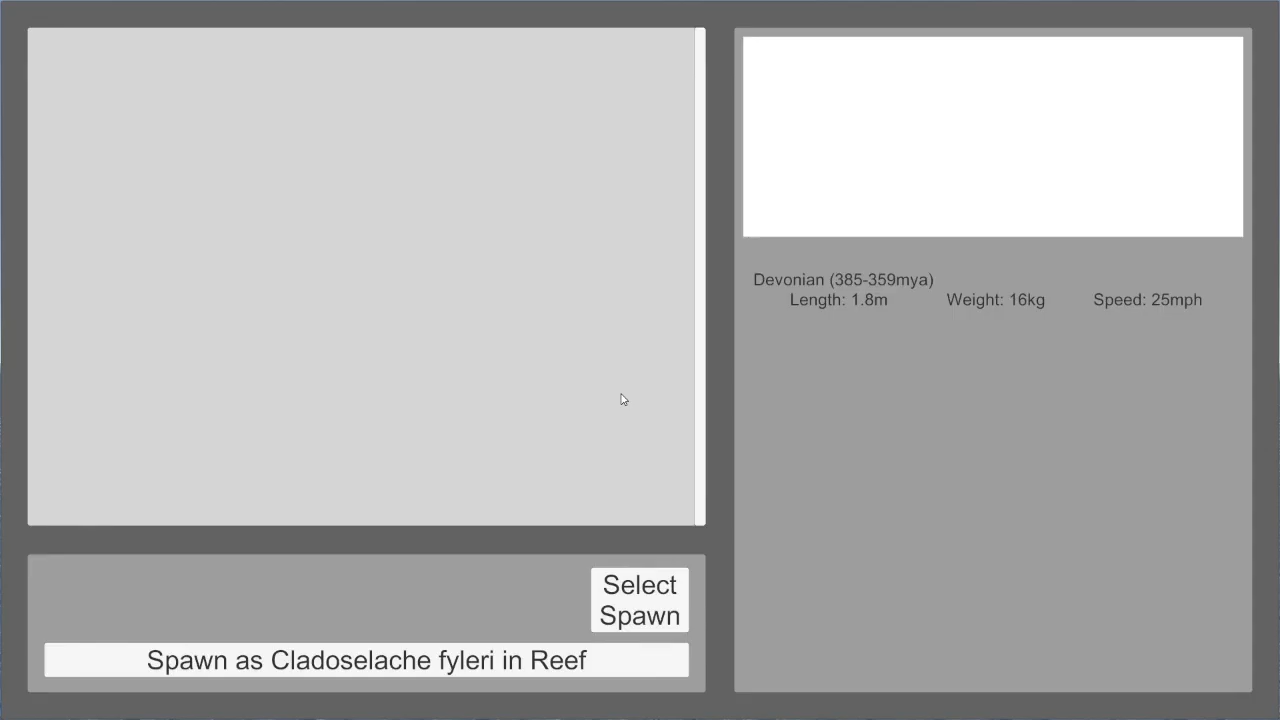 Devonian (385-359mya)
Length: 1.8m Weight: 16kg Speed: 25mph
Select
Spawn
Spawn as Cladoselache fyleri in Reef